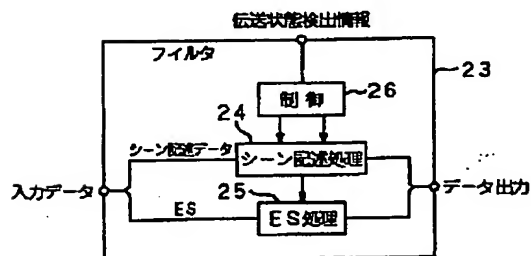 伝送状態検出情報
フィルタ
23
制御
26
24
シーン記述データ
シーン記述処理
入力データ
データ出力
25
ES
ES処理